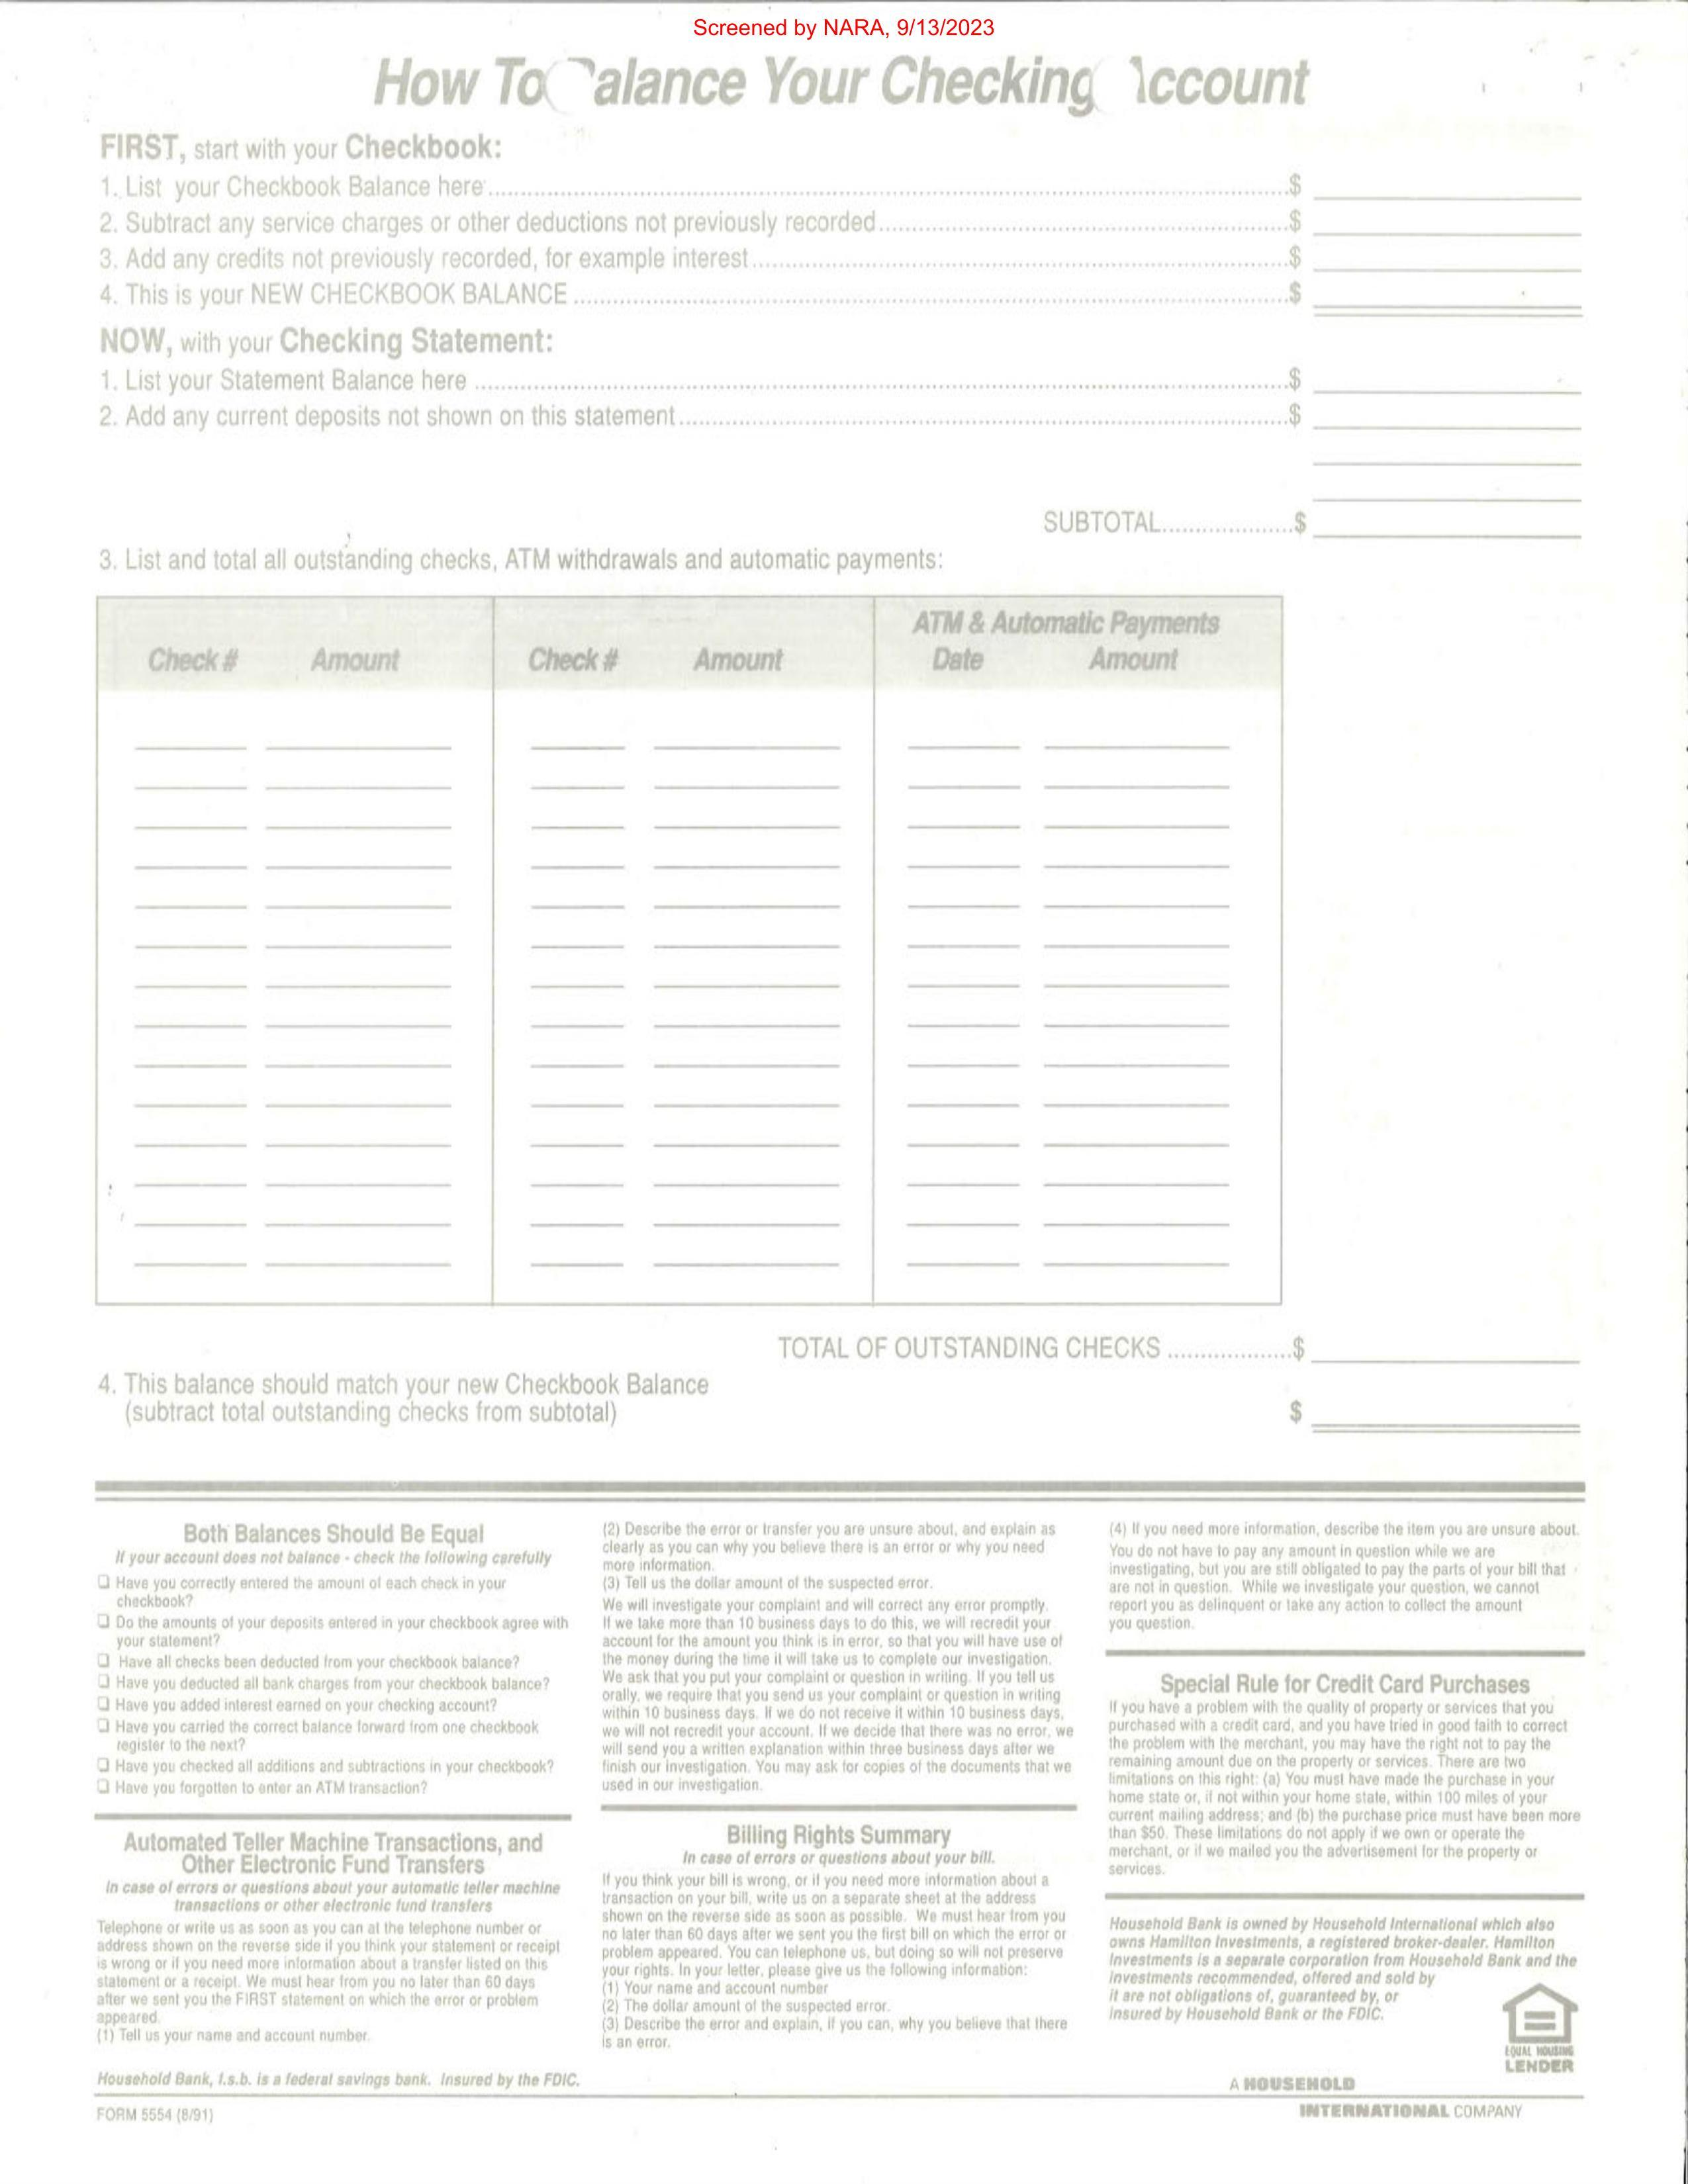 Screened by NARA, 9/13/2023
How To Balance Your Checking Account
FIRST, start with your Checkbook:
1. List your Checkbook Balance here..........$
2. Subtract any service charges or other deductions not previously recorded..........$
3. Add any credits not previously recorded, for example interest..........$
4. This is your NEW CHECKBOOK BALANCE..........$
NOW, with your Checking Statement:
1. List your Statement Balance here..........$
2. Add any current deposits not shown on this statement..........$
SUBTOTAL..........$
3. List and total all outstanding checks, ATM withdrawals and automatic payments:
ATM & Automatic Payments
Check # Amount Check # Amount Date Amount
TOTAL OF OUTSTANDING CHECKS..........$
4. This balance should match your new Checkbook Balance
(subtract total outstanding checks from subtotal) $
Both Balances Should Be Equal
If your account does not balance - check the following carefully
❑ Have you correctly entered the amount of each check in your
checkbook?
❑ Do the amounts of your deposits entered in your checkbook agree with
your statement?
❑ Have all checks been deducted from your checkbook balance?
❑ Have you deducted all bank charges from your checkbook balance?
❑ Have you added interest earned on your checking account?
❑ Have you carried the correct balance forward from one checkbook
register to the next?
❑ Have you checked all additions and subtractions in your checkbook?
❑ Have you forgotten to enter an ATM transaction?
Automated Teller Machine Transactions, and
Other Electronic Fund Transfers
In case of errors or questions about your automatic teller machine
transactions or other electronic fund transfers
Telephone or write us as soon as you can at the telephone number or
address shown on the reverse side if you think your statement or receipt
is wrong or if you need more information about a transfer listed on this
statement or a receipt. We must hear from you no later than 60 days
after we sent you the FIRST statement on which the error or problem
appeared.
(1) Tell us your name and account number.
(2) Describe the error or transfer you are unsure about, and explain as
clearly as you can why you believe there is an error or why you need
more information.
(3) Tell us the dollar amount of the suspected error.
We will investigate your complaint and will correct any error promptly.
If we take more than 10 business days to do this, we will recredit your
account for the amount you think is in error, so that you will have use of
the money during the time it will take us to complete our investigation.
We ask that you put your complaint or question in writing. If you tell us
orally, we require that you send us your complaint or question in writing
within 10 business days. If we do not receive it within 10 business days,
we will not recredit your account. If we decide that there was no error, we
will send you a written explanation within three business days after we
finish our investigation. You may ask for copies of the documents that we
used in our investigation.
Billing Rights Summary
In case of errors or questions about your bill.
If you think your bill is wrong, or if you need more information about a
transaction on your bill, write us on a separate sheet at the address
shown on the reverse side as soon as possible. We must hear from you
no later than 60 days after we sent you the first bill on which the error or
problem appeared. You can telephone us, but doing so will not preserve
your rights. In your letter, please give us the following information:
(1) Your name and account number
(2) The dollar amount of the suspected error.
(3) Describe the error and explain, if you can, why you believe that there
is an error.
(4) If you need more information, describe the item you are unsure about.
You do not have to pay any amount in question while we are
investigating, but you are still obligated to pay the parts of your bill that
are not in question. While we investigate your question, we cannot
report you as delinquent or take any action to collect the amount
you question.
Special Rule for Credit Card Purchases
If you have a problem with the quality of property or services that you
purchased with a credit card, and you have tried in good faith to correct
the problem with the merchant, you may have the right not to pay the
remaining amount due on the property or services. There are two
limitations on this right: (a) You must have made the purchase in your
home state or, if not within your home state, within 100 miles of your
current mailing address; and (b) the purchase price must have been more
than $50. These limitations do not apply if we own or operate the
merchant, or if we mailed you the advertisement for the property or
services.
Household Bank is owned by Household International which also
owns Hamilton Investments, a registered broker-dealer. Hamilton
Investments is a separate corporation from Household Bank and the
investments recommended, offered and sold by
it are not obligations of, guaranteed by, or
insured by Household Bank or the FDIC.
EQUAL HOUSING
LENDER
Household Bank, f.s.b. is a federal savings bank. Insured by the FDIC.
A HOUSEHOLD
INTERNATIONAL COMPANY
FORM 5554 (8/91)